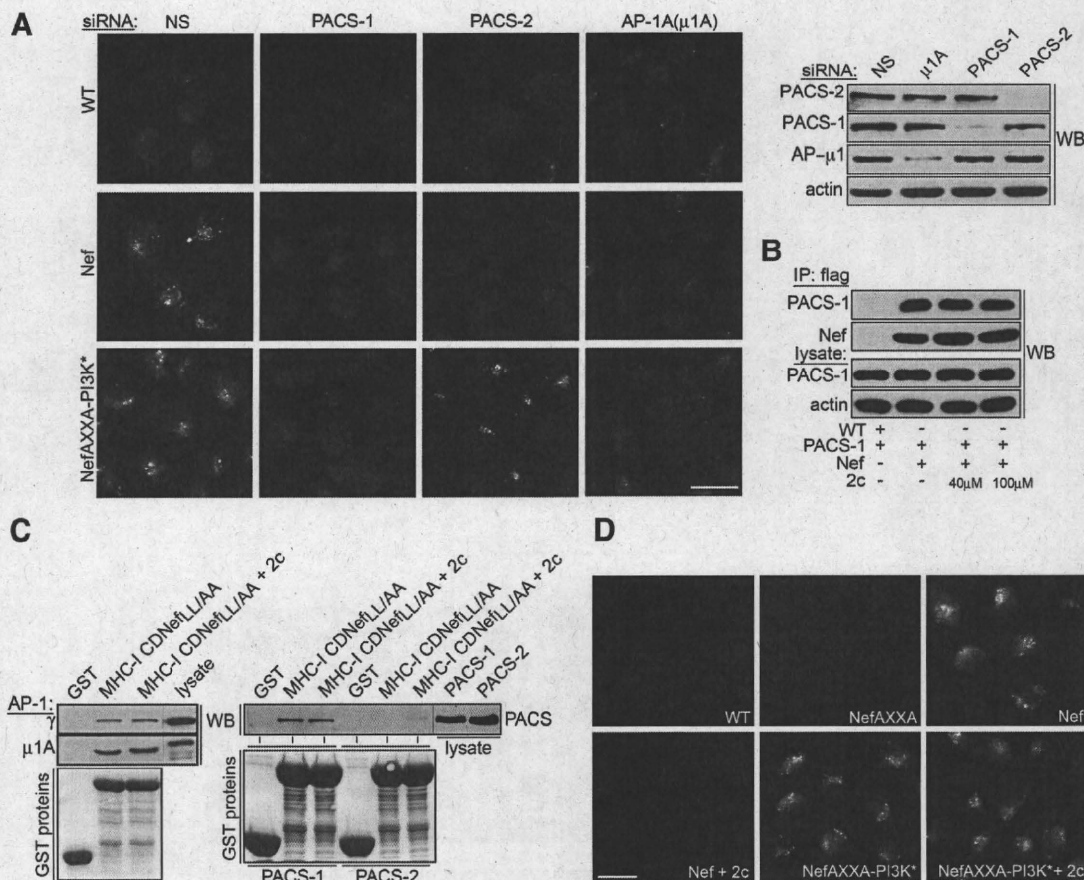 A
siRNA: NS PACS-1 PACS-2 AP-1A(μ1A)
WT
Nef
NefAXXA-PI3K*
siRNA: NS μ1A PACS-1 PACS-2
PACS-2
PACS-1
AP-μ1
actin
WB
B
IP: flag
PACS-1
Nef
lysate:
PACS-1
actin
WB
WT + - - -
PACS-1 + + + +
Nef - + + +
2c - - 40μM 100μM
C
GST MHC-I CDNefLL/AA MHC-I CDNefLL/AA + 2c lysate
AP-1:
γ
μ1A
WB
GST proteins
GST MHC-I CDNefLL/AA MHC-I CDNefLL/AA + 2c GST MHC-I CDNefLL/AA MHC-I CDNefLL/AA + 2c PACS-1 PACS-2
PACS
lysate
GST proteins
PACS-1 PACS-2
D
WT NefAXXA Nef
Nef + 2c NefAXXA-PI3K* NefAXXA-PI3K*+ 2c